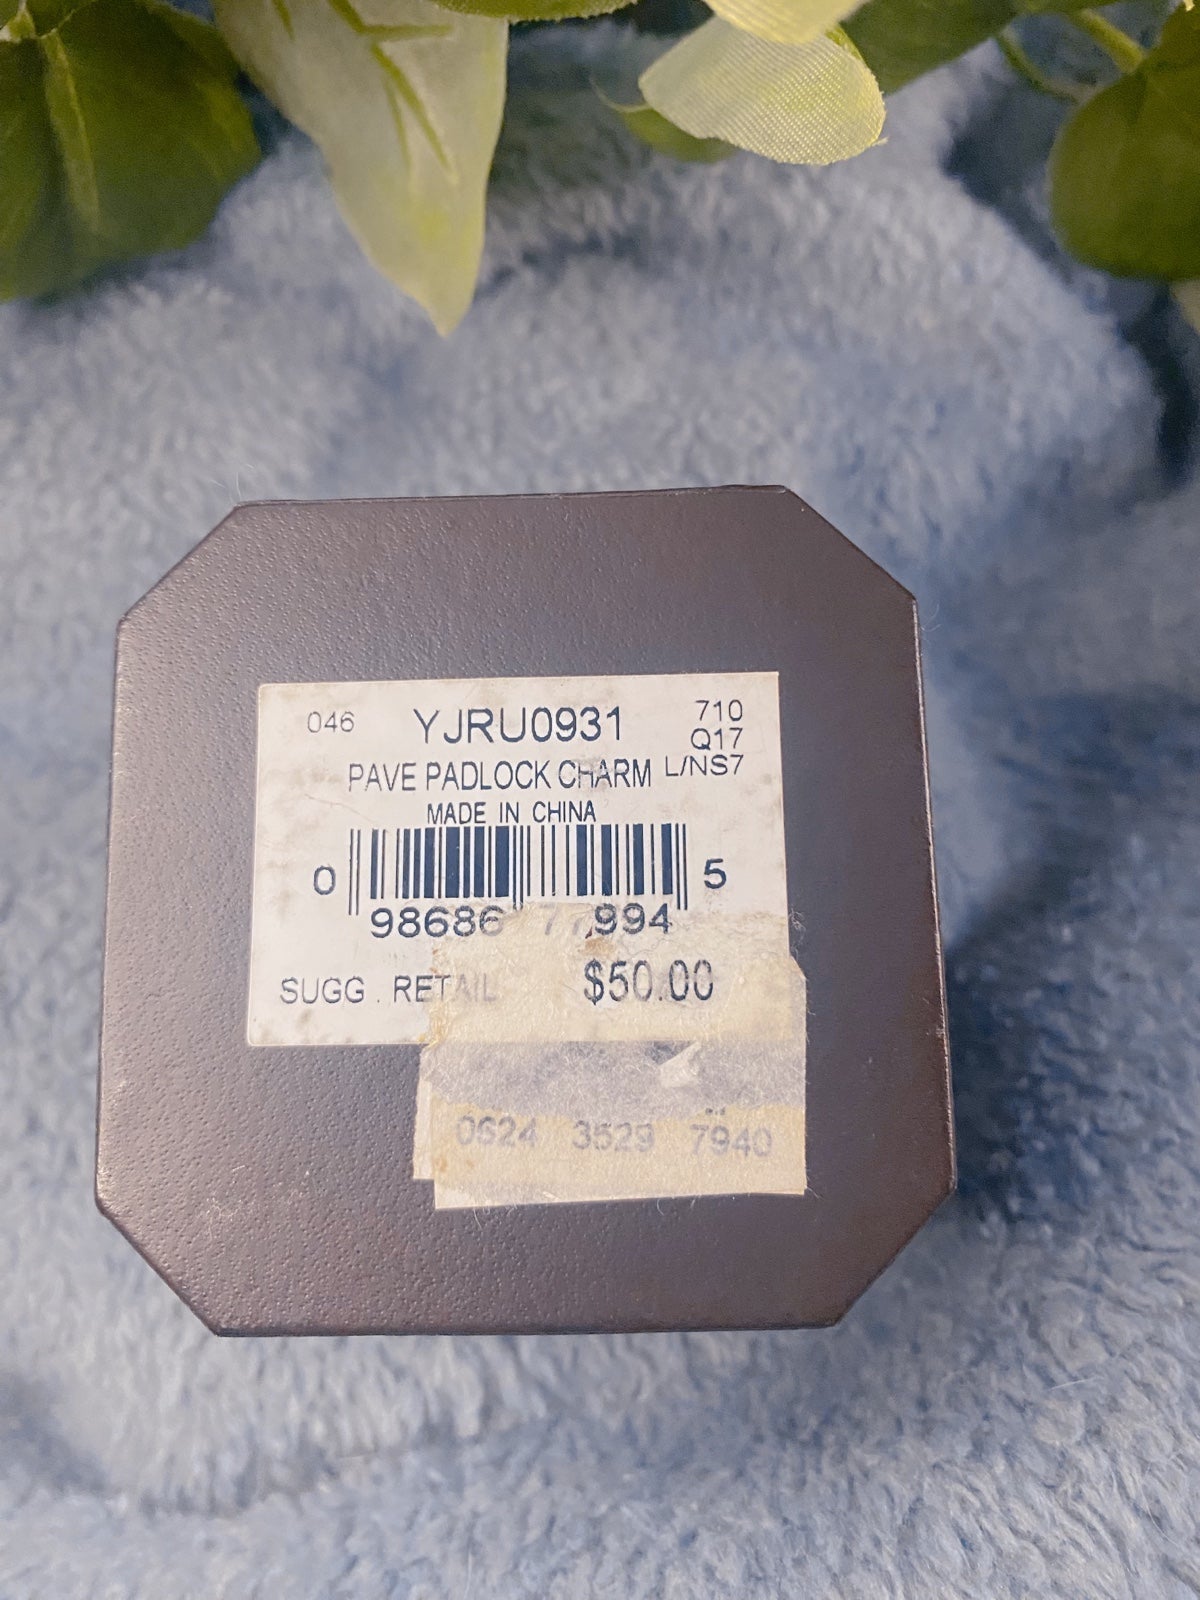 046 YJRU0931 710
Q17
PAVE PADLOCK CHARM L/NS7
MADE IN CHINA
0 98686 77994 5
SUGG. RETAIL $50.00
0624 3529 7940